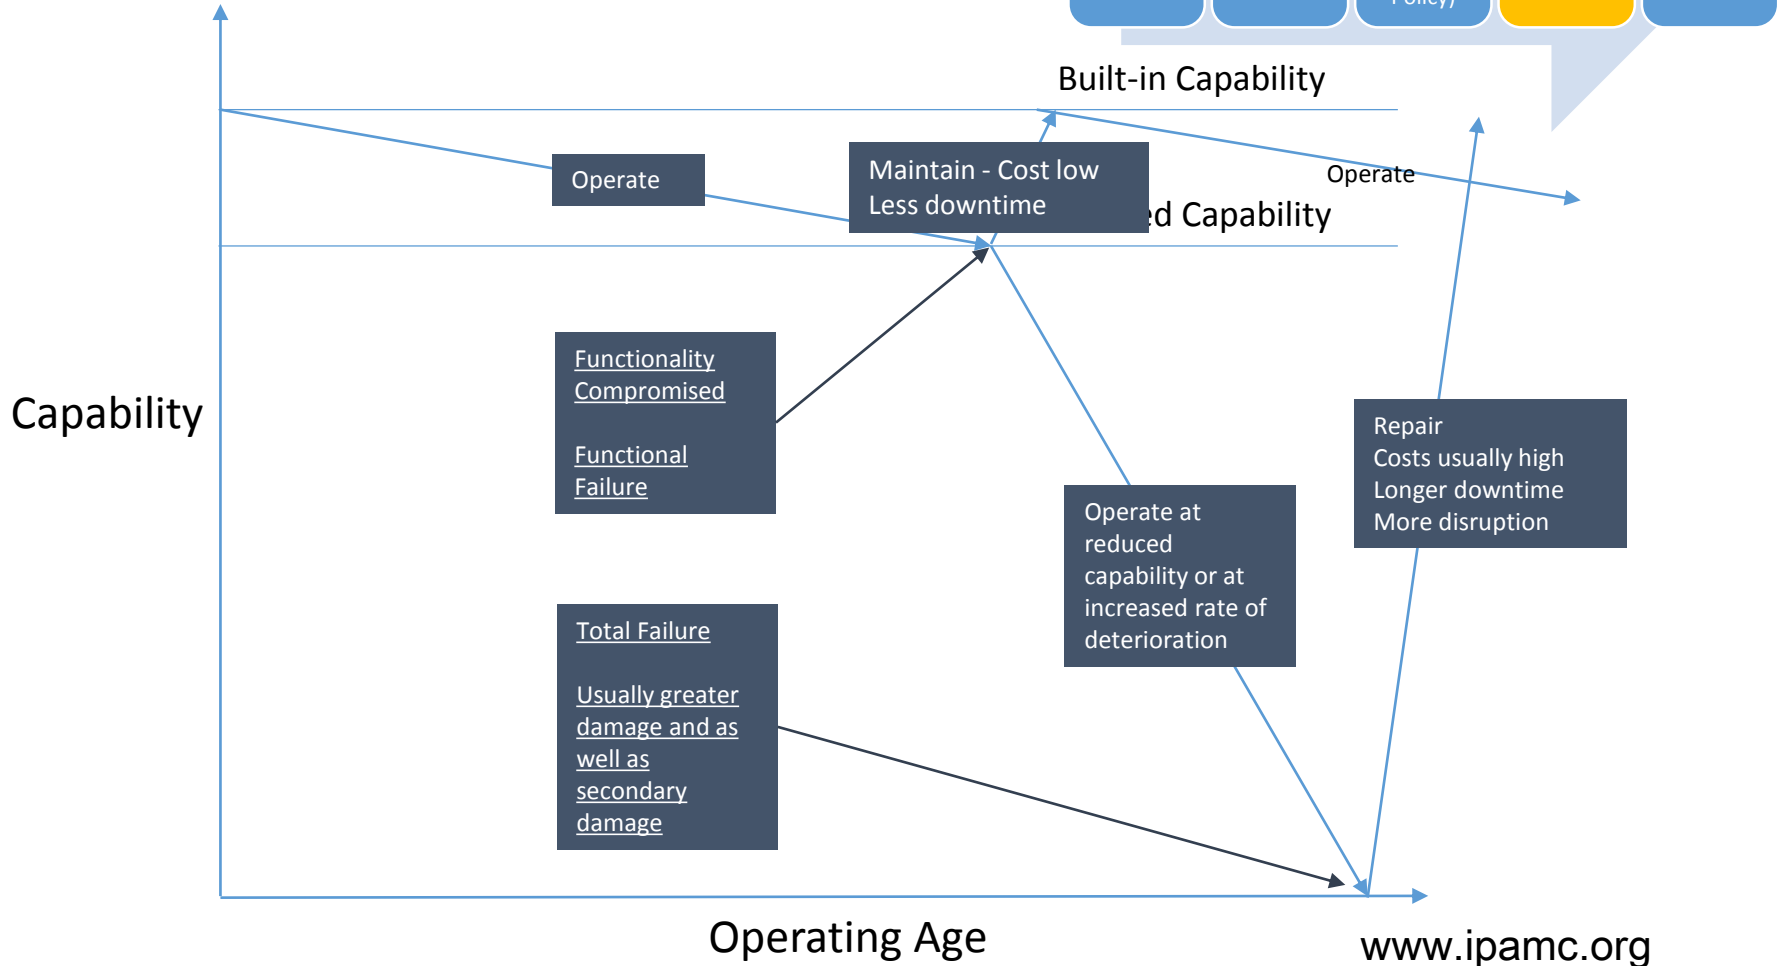 Policy)
Built-in Capability
Operate
Maintain - Cost low
Less downtime
Operate
Capability
Functionality
Compromised
Functional
Failure
Capability
Repair
Costs usually high
Longer downtime
More disruption
Operate at
reduced
capability or at
increased rate of
deterioration
Total Failure
Usually greater
damage and as
well as
secondary
damage
Operating Age
www.ipamc.org